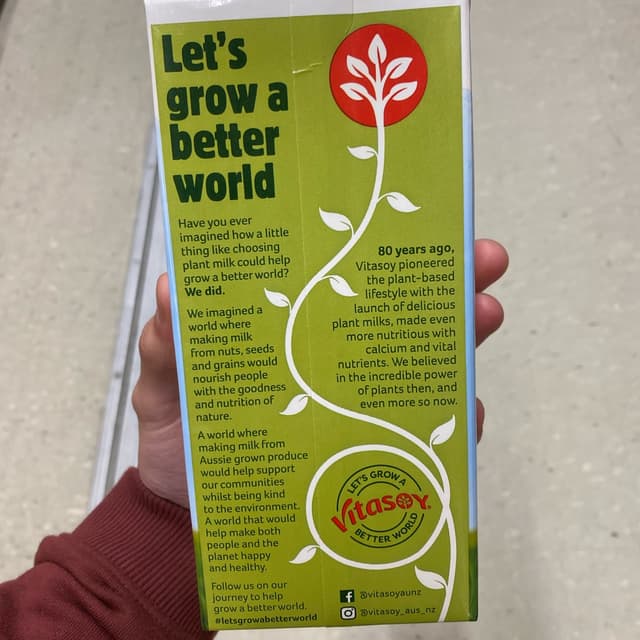 Let's
grow a
better
world
Have you ever
imagined how a little
thing like choosing
plant milk could help
grow a better world?
We did.
We imagined a
world where
making milk
from nuts, seeds
and grains would
nourish people
with the goodness
and nutrition of
nature.
A world where
making milk from
Aussie grown produce
would help support
our communities
whilst being kind
to the environment.
A world that would
help make both
people and the
planet happy
and healthy.
Follow us on our
journey to help
grow a better world.
#letsgrowabetterworld
80 years ago,
Vitasoy pioneered
the plant-based
lifestyle with the
launch of delicious
plant milks, made even
more nutritious with
calcium and vital
nutrients. We believed
in the incredible power
of plants then, and
even more so now.
LET'S GROW A
Vitasoy
BETTER WORLD
@vitasoyaunz
@vitasoy_aus_nz